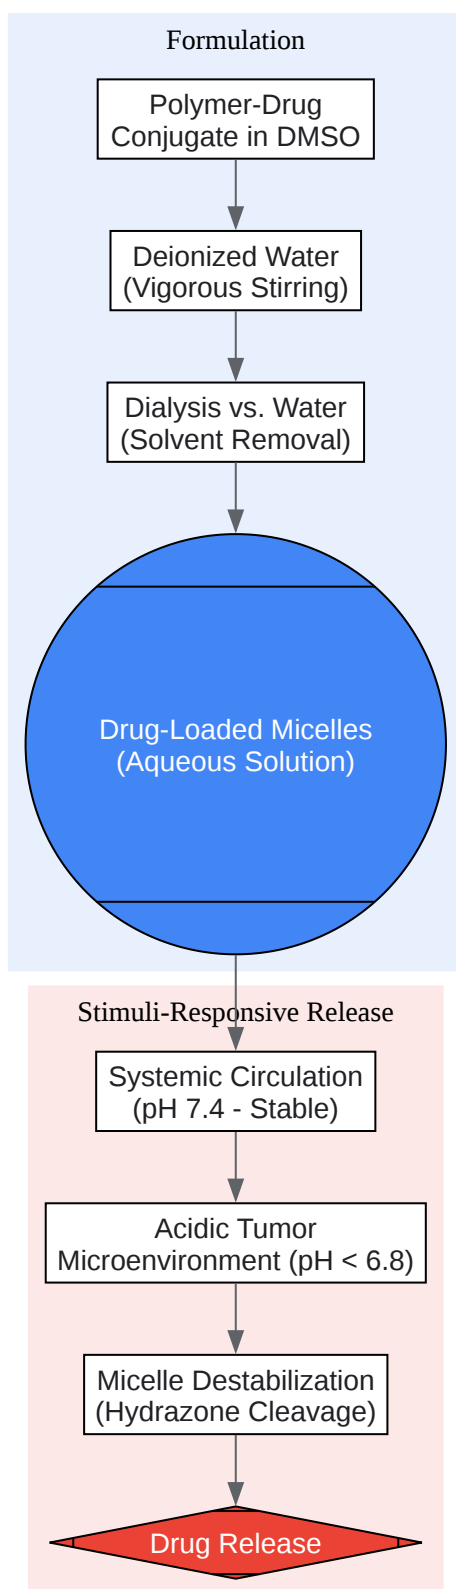 Formulation
Polymer-Drug
Conjugate in DMSO
Deionized Water
(Vigorous Stirring)
Dialysis vs. Water
(Solvent Removal)
Drug-Loaded Micelles
(Aqueous Solution)
Stimuli-Responsive Release
Systemic Circulation
(pH 7.4 - Stable)
Acidic Tumor
Microenvironment (pH < 6.8)
Micelle Destabilization
(Hydrazone Cleavage)
Drug Release